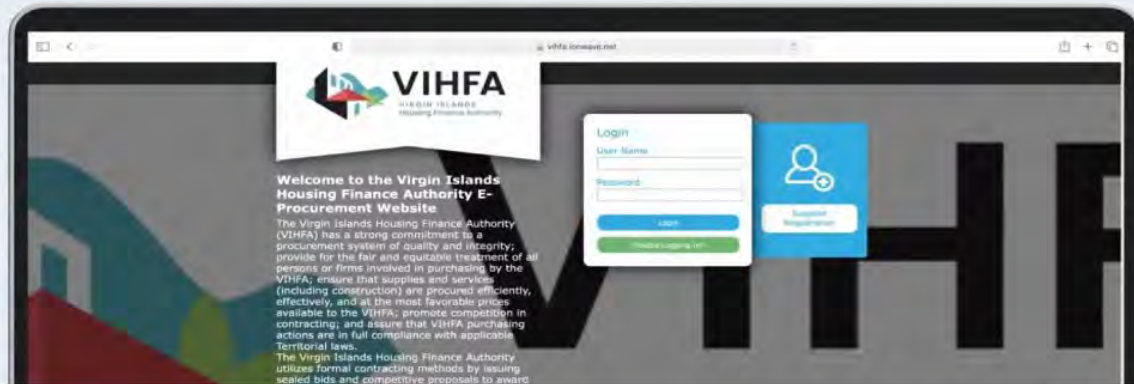 vihfa.ionwave.net
VIHFA
VIRGIN ISLANDS
Housing Finance Authority
Login
User Name
Password
Login
Trouble Logging In?
Supplier
Registration
Welcome to the Virgin Islands
Housing Finance Authority E-
Procurement Website
The Virgin Islands Housing Finance Authority
(VIHFA) has a strong commitment to a
procurement system of quality and integrity;
provide for the fair and equitable treatment of all
persons or firms involved in purchasing by the
VIHFA; ensure that supplies and services
(including construction) are procured efficiently,
effectively, and at the most favorable prices
available to the VIHFA; promote competition in
contracting; and assure that VIHFA purchasing
actions are in full compliance with applicable
Territorial laws.
The Virgin Islands Housing Finance Authority
utilizes formal contracting methods by issuing
sealed bids and competitive proposals to award
VIHF